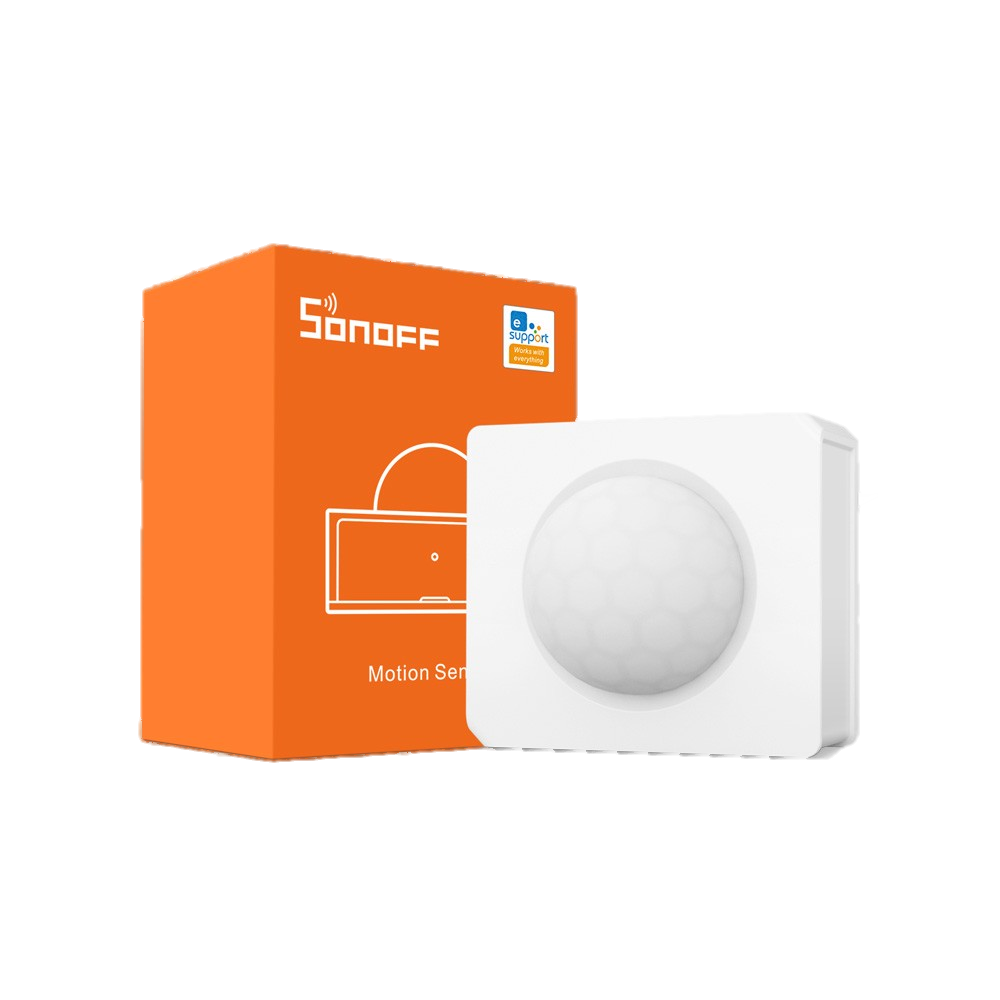 SONOFF
e
support
Works with
everything
Motion Sen